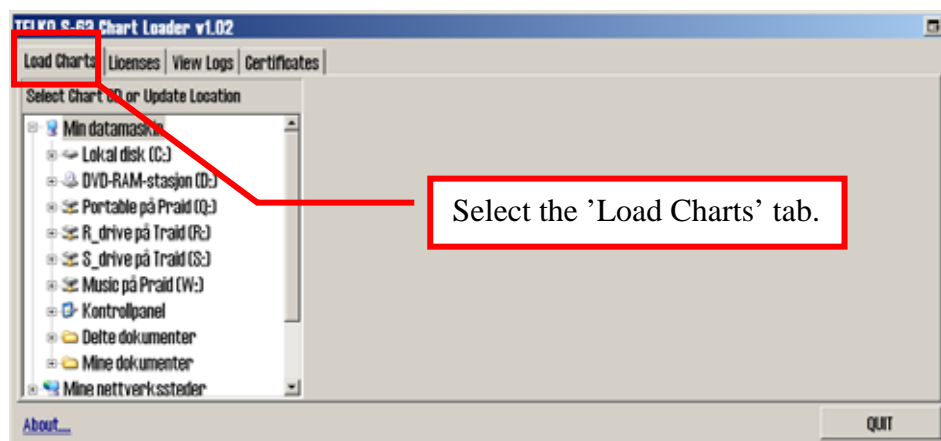 TELKO S-63 Chart Loader v1.02
Load Charts Licenses View Logs Certificates
Select Chart CD or Update Location
Min datamaskin
Lokal disk (C:)
DVD-RAM-stasjon (D:)
Portable på Praid (Q:)
R_drive på Traid (R:)
S_drive på Traid (S:)
Music på Praid (W:)
Kontrollpanel
Delte dokumenter
Mine dokumenter
Mine nettverkssteder
Select the ’Load Charts’ tab.
About...
QUIT